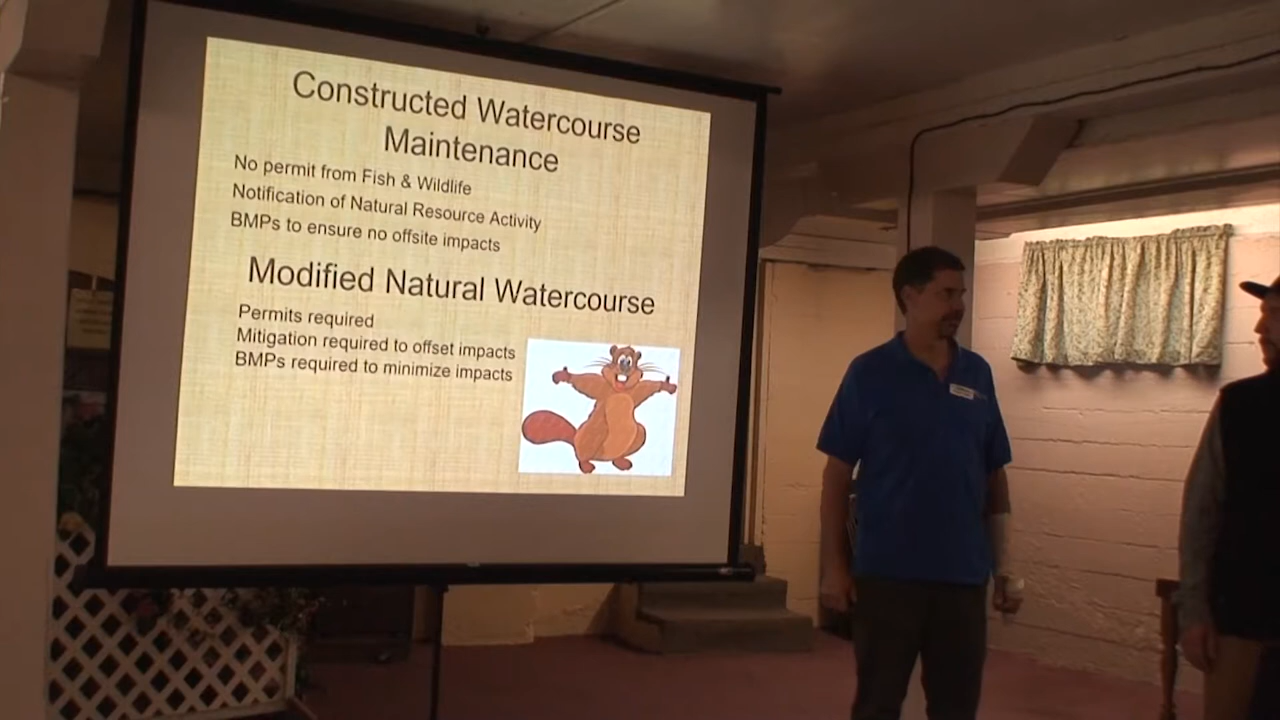 Constructed Watercourse
Maintenance
No permit from Fish & Wildlife
Notification of Natural Resource Activity
BMPs to ensure no offsite impacts
Modified Natural Watercourse
Permits required
Mitigation required to offset impacts
BMPs required to minimize impacts